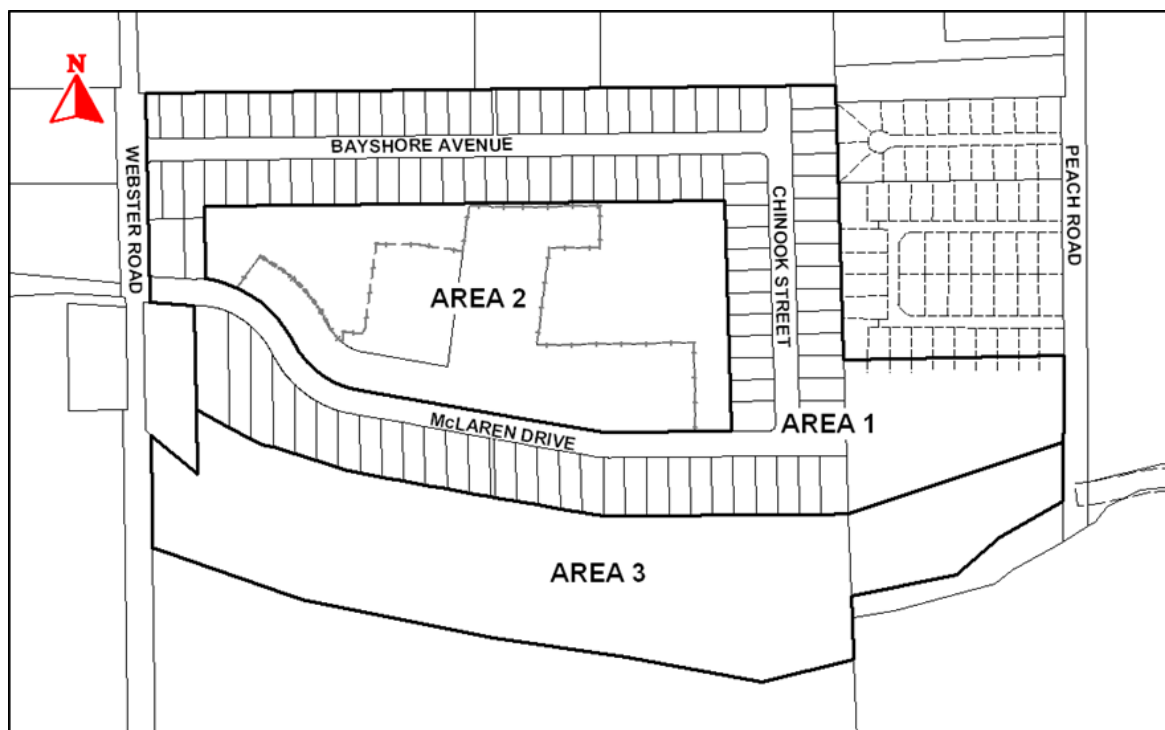 N
BAYSHORE AVENUE
WEBSTER ROAD
PEACH ROAD
CHINOOK STREET
AREA 2
McLAREN DRIVE
AREA 1
AREA 3